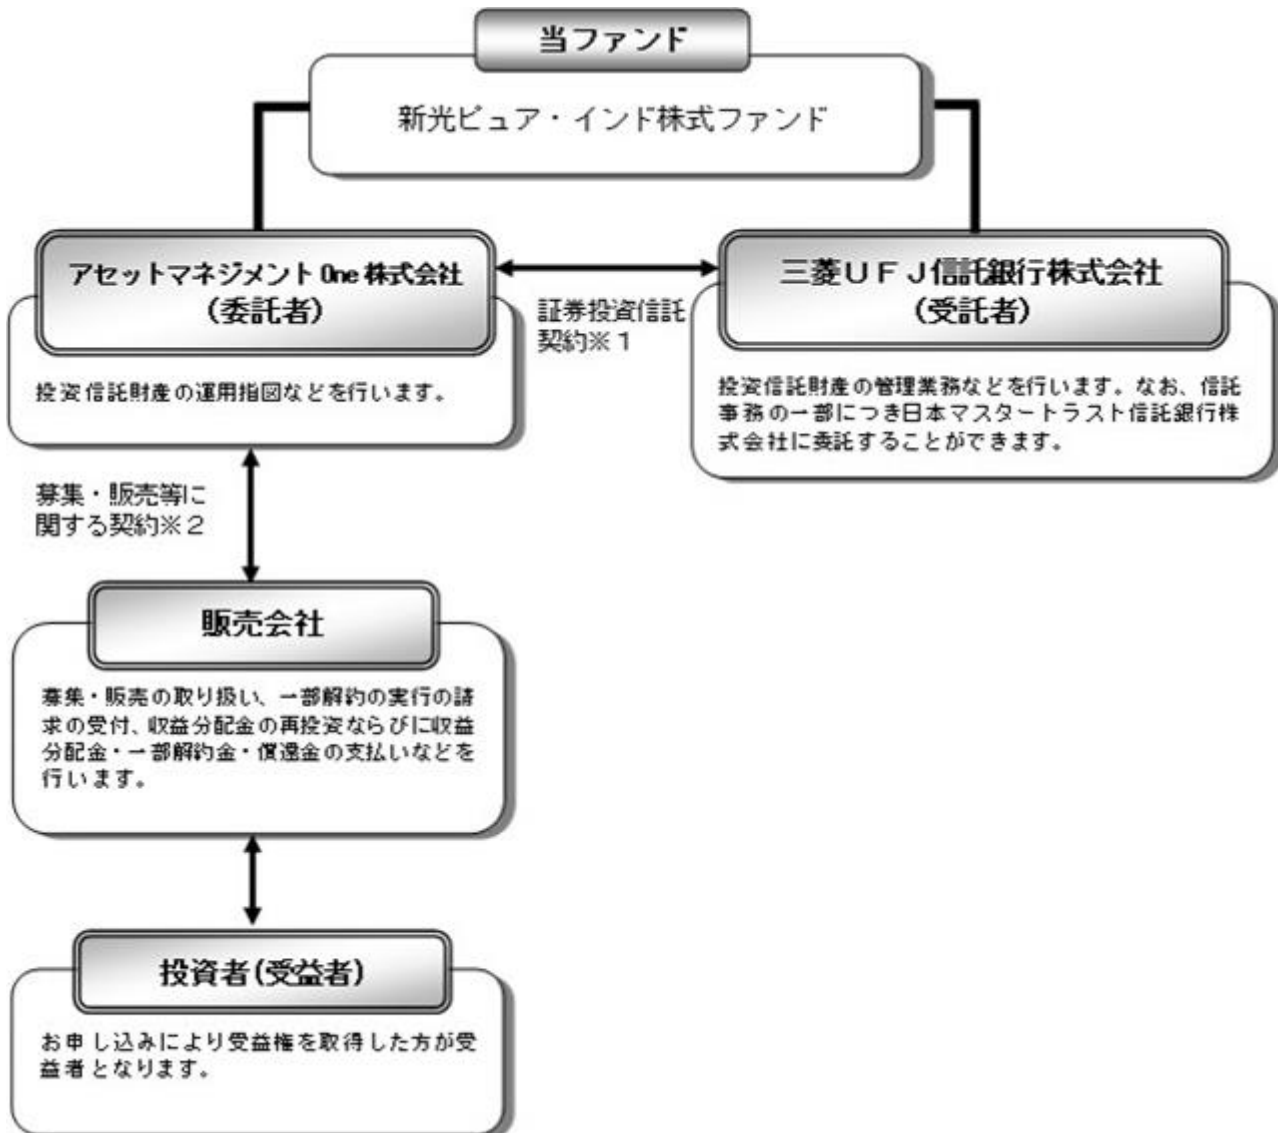 当ファンド
新光ピュア・インド株式ファンド
アセットマネジメントOne株式会社
(委託者)
投資信託財産の運用指図などを行います。
証券投資信託
契約※1
三菱UFJ信託銀行株式会社
(受託者)
投資信託財産の管理業務などを行います。なお、信託
事務の一部につき日本マスタートラスト信託銀行株
式会社に委託することができます。
募集・販売等に
関する契約※2
販売会社
募集・販売の取り扱い、一部解約の実行の請
求の受付、収益分配金の再投資ならびに収益
分配金・一部解約金・償還金の支払いなどを
行います。
投資者(受益者)
お申し込みにより受益権を取得した方が受
益者となります。